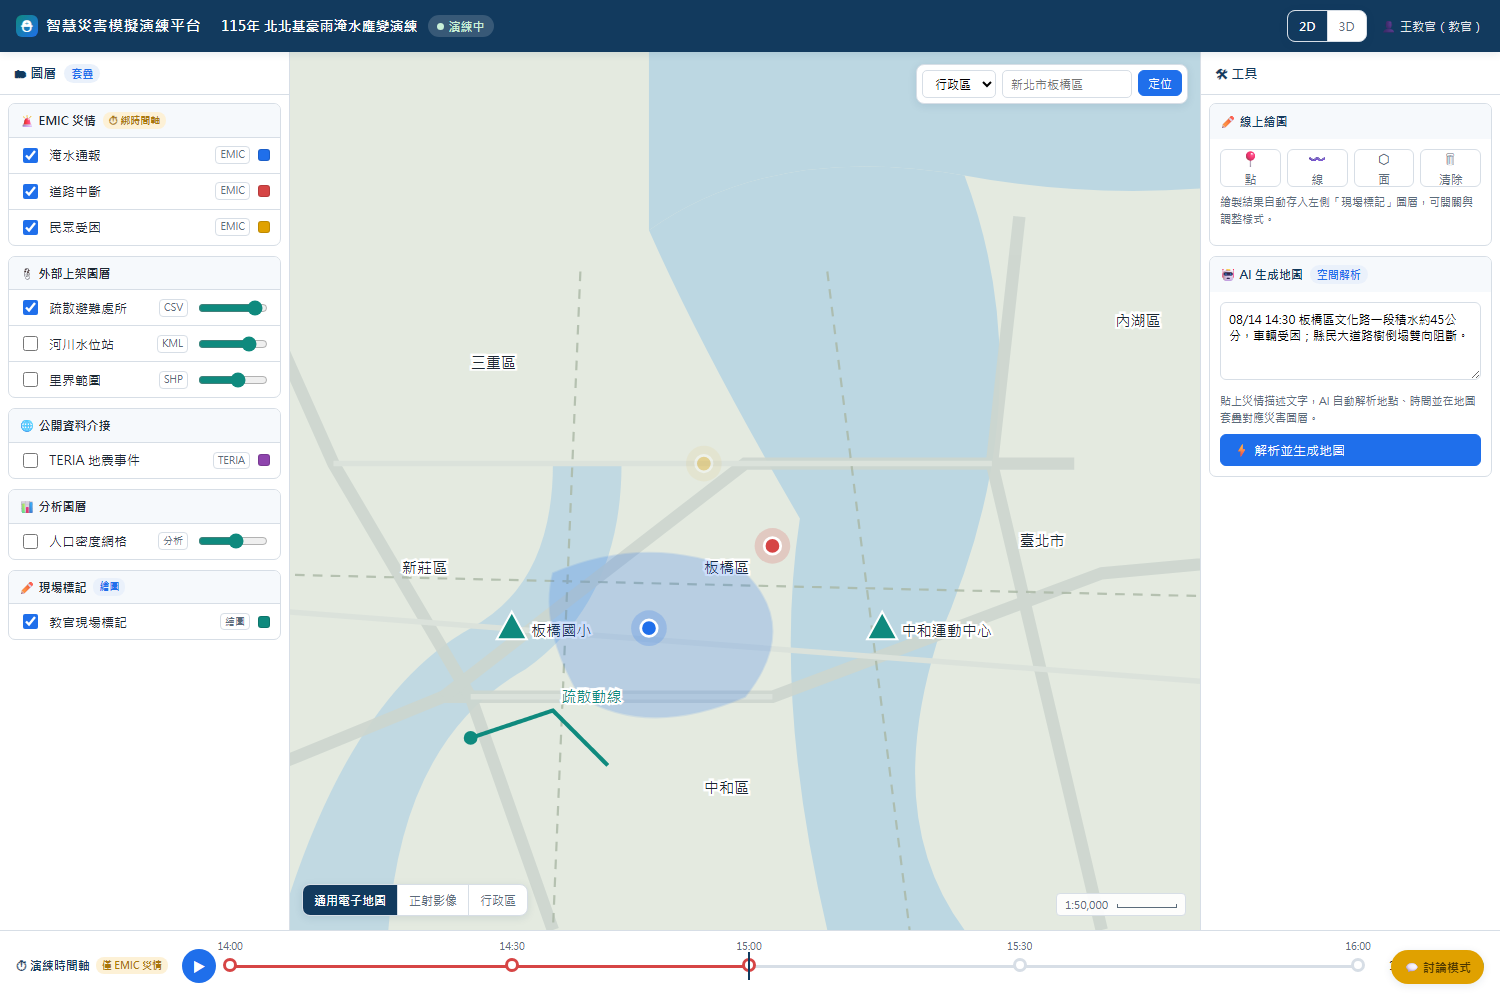 智慧災害模擬演練平台
115年 北北基豪雨淹水應變演練
演練中
2D
3D
王教官（教官）
圖層
套疊
EMIC 災情
綁時間軸
淹水通報
EMIC
道路中斷
EMIC
民眾受困
EMIC
外部上架圖層
疏散避難處所
CSV
河川水位站
KML
里界範圍
SHP
公開資料介接
TERIA 地震事件
TERIA
分析圖層
人口密度網格
分析
現場標記
繪圖
教官現場標記
繪圖
行政區
新北市板橋區
定位
內湖區
三重區
臺北市
新莊區
板橋區
板橋國小
中和運動中心
疏散動線
中和區
通用電子地圖
正射影像
行政區
1:50,000
工具
線上繪圖
點
線
面
清除
繪製結果自動存入左側「現場標記」圖層，可開關與
調整樣式。
AI 生成地圖
空間解析
08/14 14:30 板橋區文化路一段積水約45公
分，車輛受困；縣民大道路樹倒塌雙向阻斷。
貼上災情描述文字，AI 自動解析地點、時間並在地圖
套疊對應災害圖層。
解析並生成地圖
演練時間軸
僅 EMIC 災情
14:00
14:30
15:00
15:30
16:00
討論模式